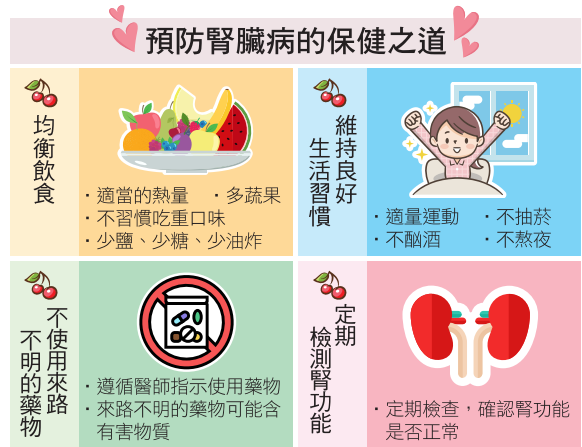 預防腎臟病的保健之道
均衡飲食
・適當的熱量 ・多蔬果
・不習慣吃重口味
・少鹽、少糖、少油炸
維持良好
生活習慣
・適量運動 ・不抽菸
・不酗酒 ・不熬夜
不使用來路
不明的藥物
・遵循醫師指示使用藥物
・來路不明的藥物可能含
有害物質
定期
檢測腎功能
・定期檢查，確認腎功能
是否正常